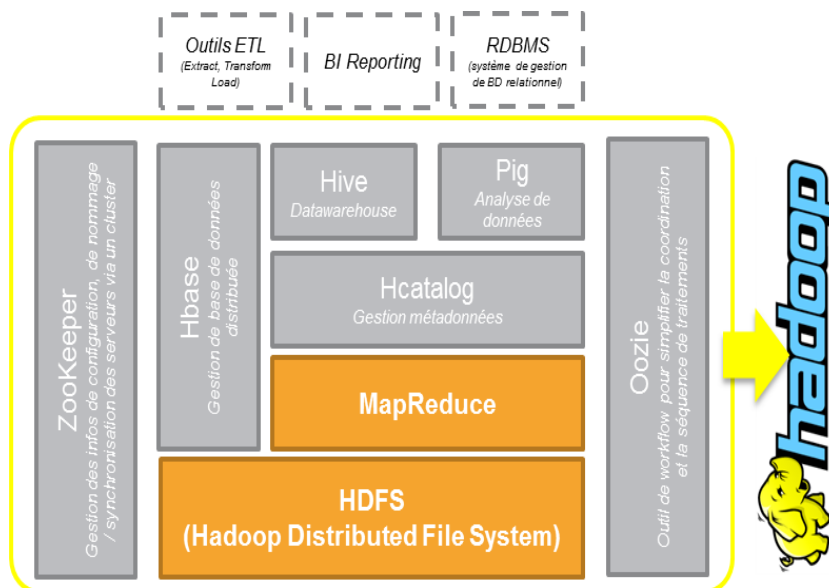 Outils ETL
(Extract, Transform
Load)
BI Reporting
RDBMS
(système de gestion
de BD relationnel)
ZooKeeper
Gestion des infos de configuration, de nommage
/ synchronisation des serveurs via un cluster
Hbase
Gestion de base de données
distribuée
Hive
Datawarehouse
Pig
Analyse de
données
Hcatalog
Gestion métadonnées
MapReduce
HDFS
(Hadoop Distributed File System)
Oozie
Outil de workflow pour simplifier la coordination
et la séquence de traitements
hadoop